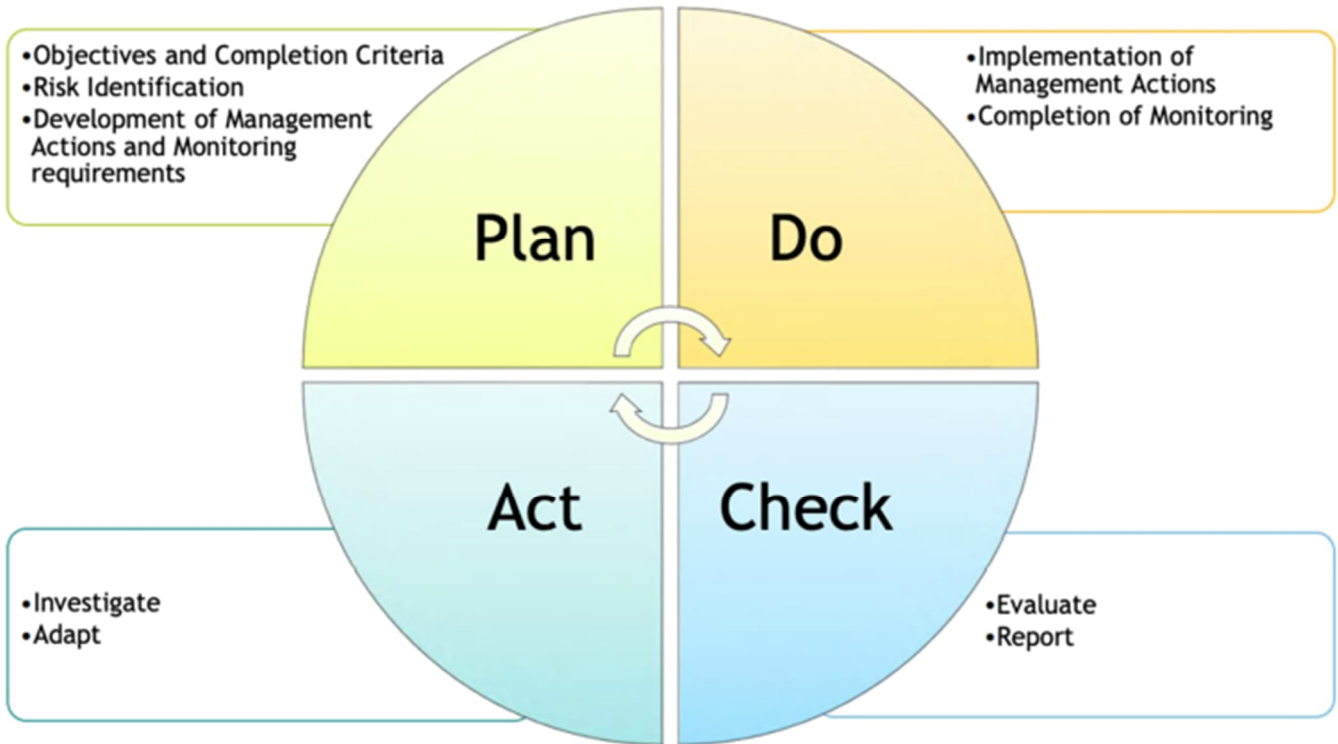 •Objectives and Completion Criteria
•Risk Identification
•Development of Management
Actions and Monitoring
requirements
•Implementation of
Management Actions
•Completion of Monitoring
Plan
Do
Act
Check
•Investigate
•Adapt
•Evaluate
•Report